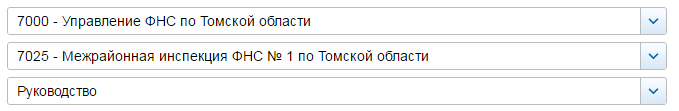 7000 - Управление ФНС по Томской области
7025 - Межрайонная инспекция ФНС № 1 по Томской области
Руководство